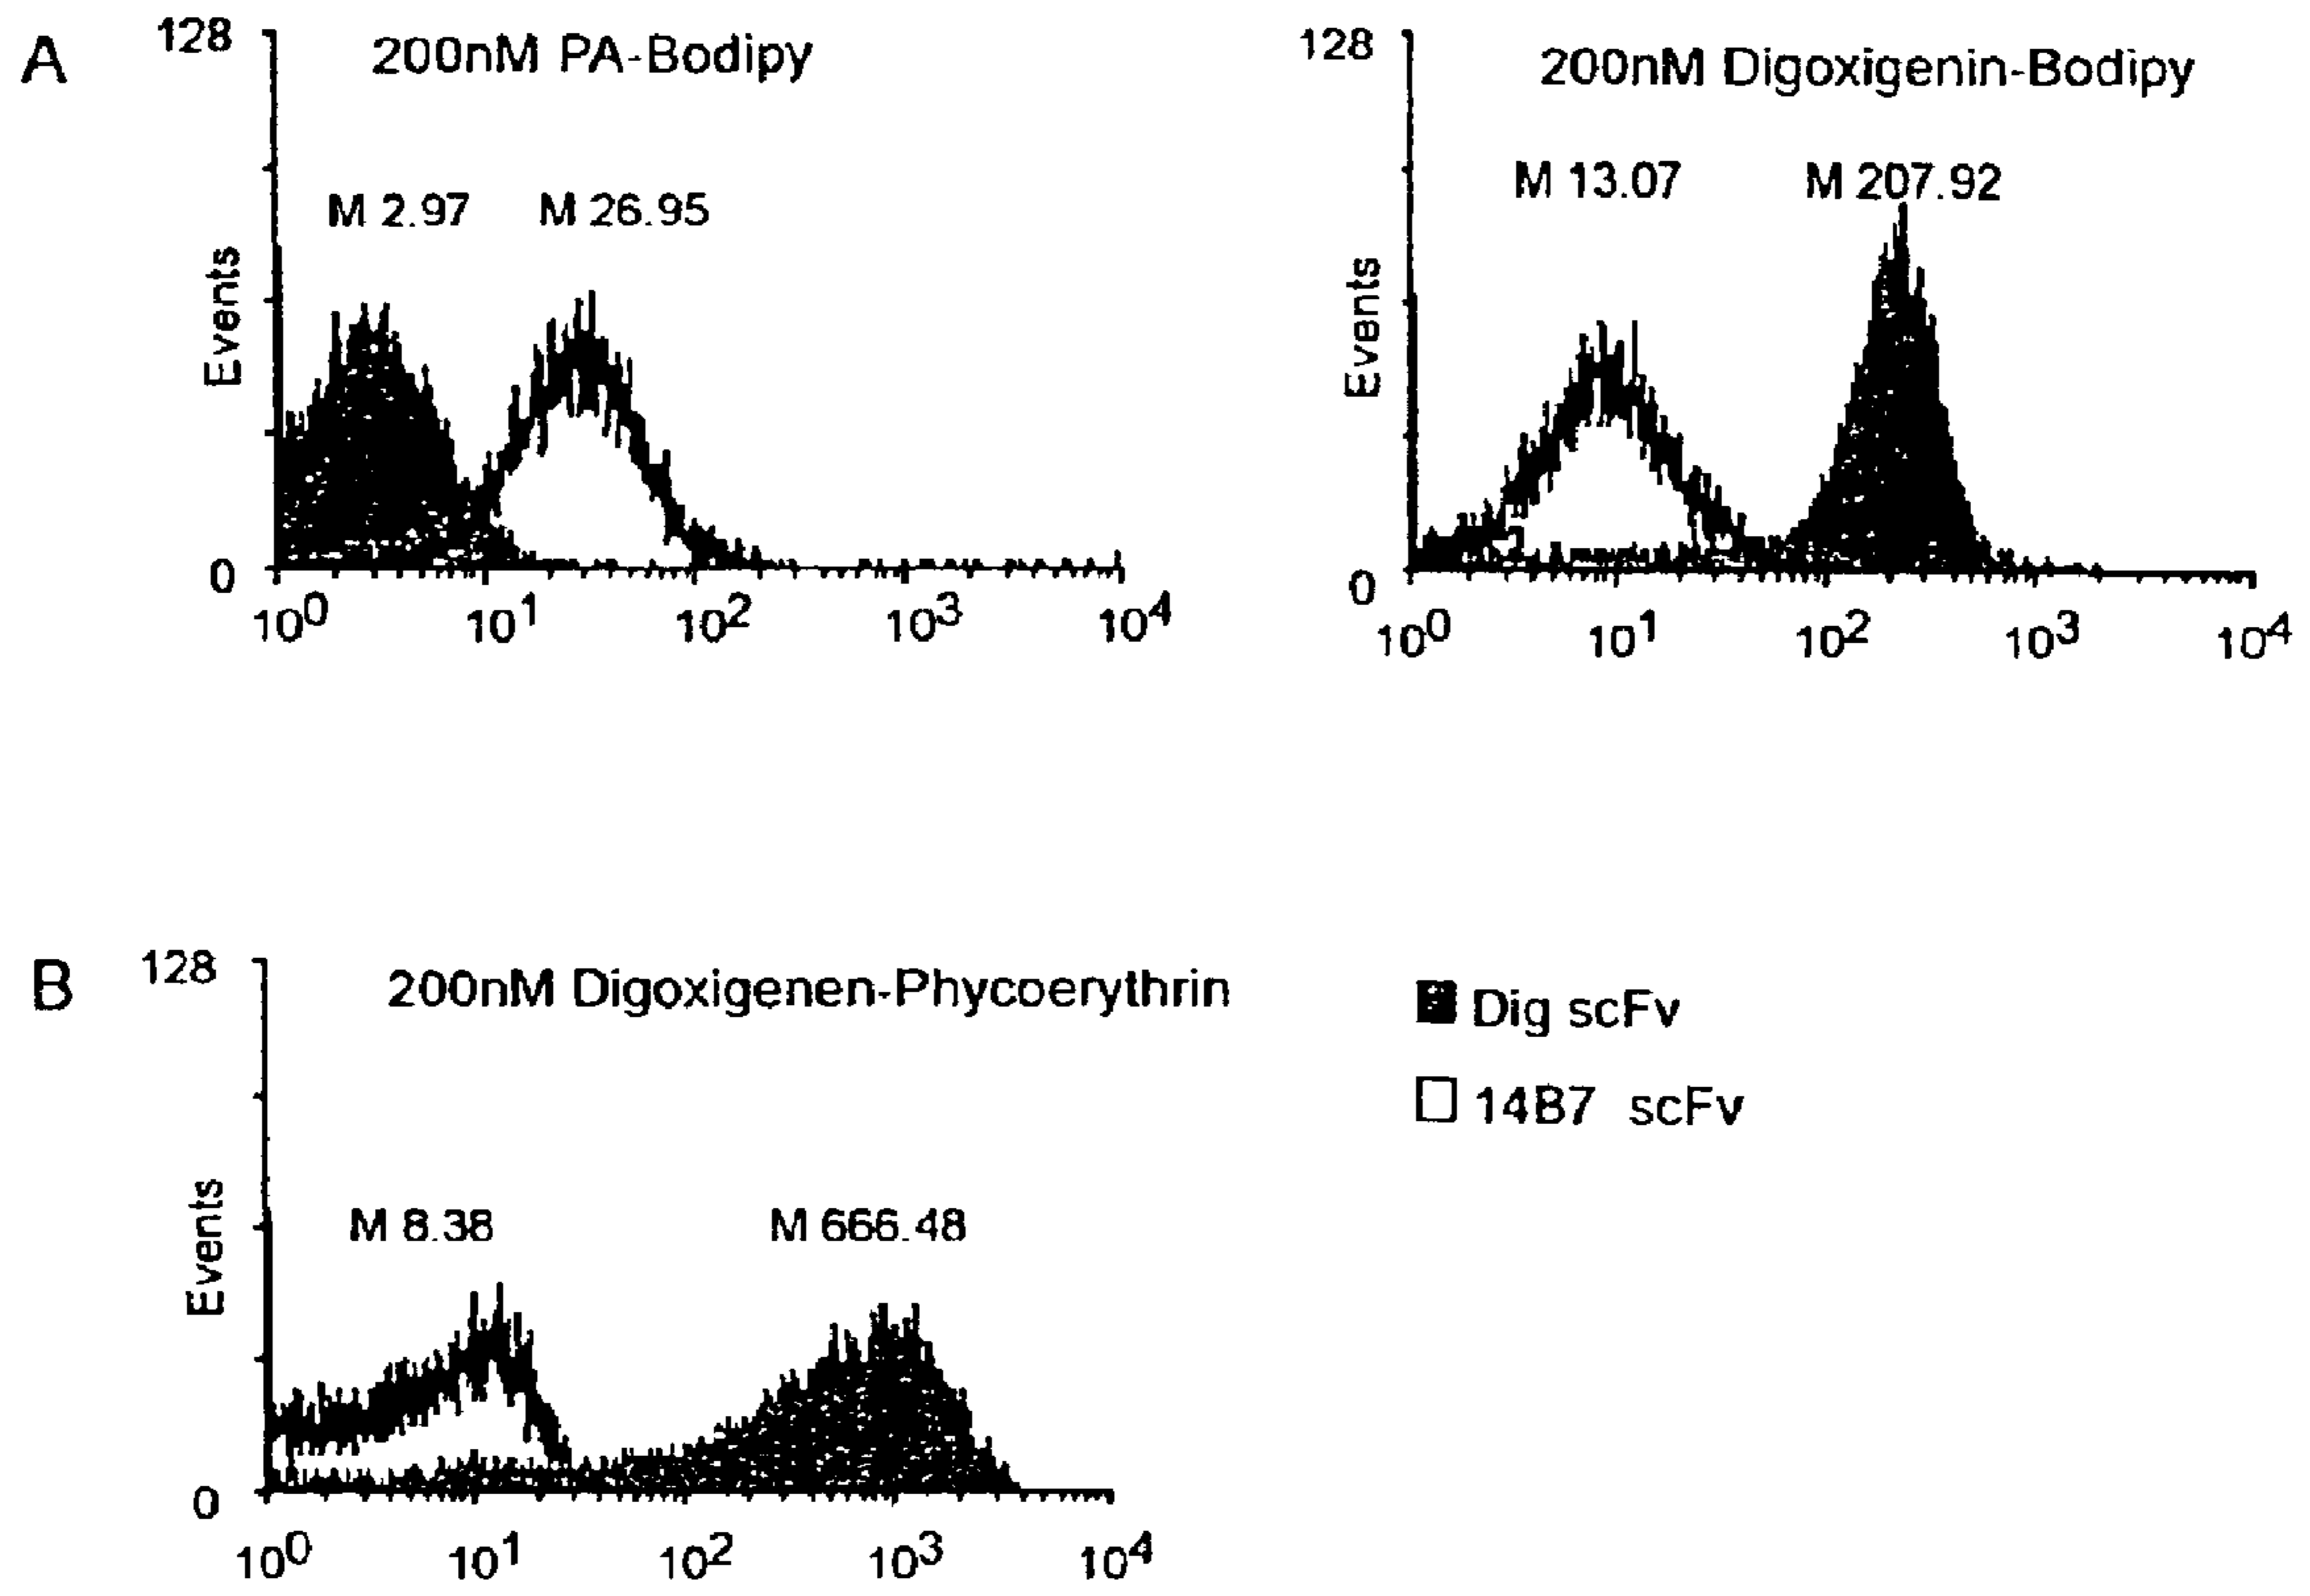 A
128
200nM PA-Bodipy
M 2.97
M 26.95
Events
0
10^0
10^1
10^2
10^3
10^4
128
200nM Digoxigenin-Bodipy
M 13.07
M 207.92
Events
0
10^0
10^1
10^2
10^3
10^4
B
128
200nM Digoxigenen-Phycoerythrin
M 8.38
M 666.48
Events
0
10^0
10^1
10^2
10^3
10^4
Dig scFv
14B7 scFv